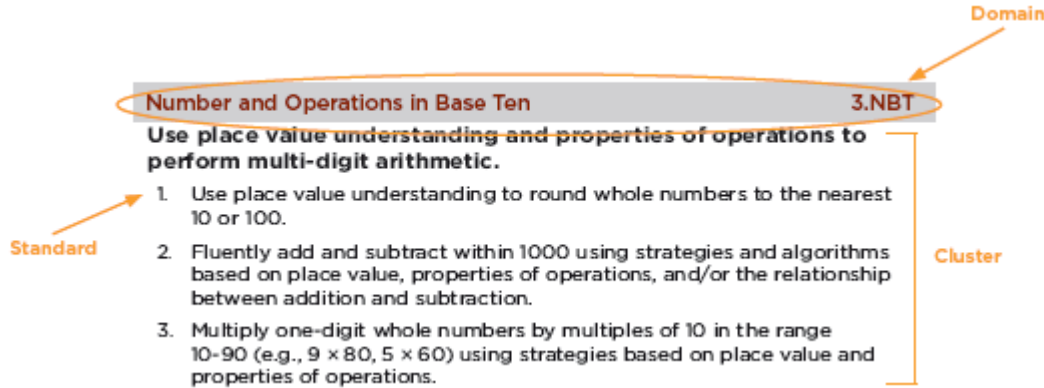 Domain
Number and Operations in Base Ten 3.NBT
Use place value understanding and properties of operations to
perform multi-digit arithmetic.
1. Use place value understanding to round whole numbers to the nearest
10 or 100.
Standard
2. Fluently add and subtract within 1000 using strategies and algorithms
based on place value, properties of operations, and/or the relationship
between addition and subtraction.
Cluster
3. Multiply one-digit whole numbers by multiples of 10 in the range
10-90 (e.g., 9 × 80, 5 × 60) using strategies based on place value and
properties of operations.